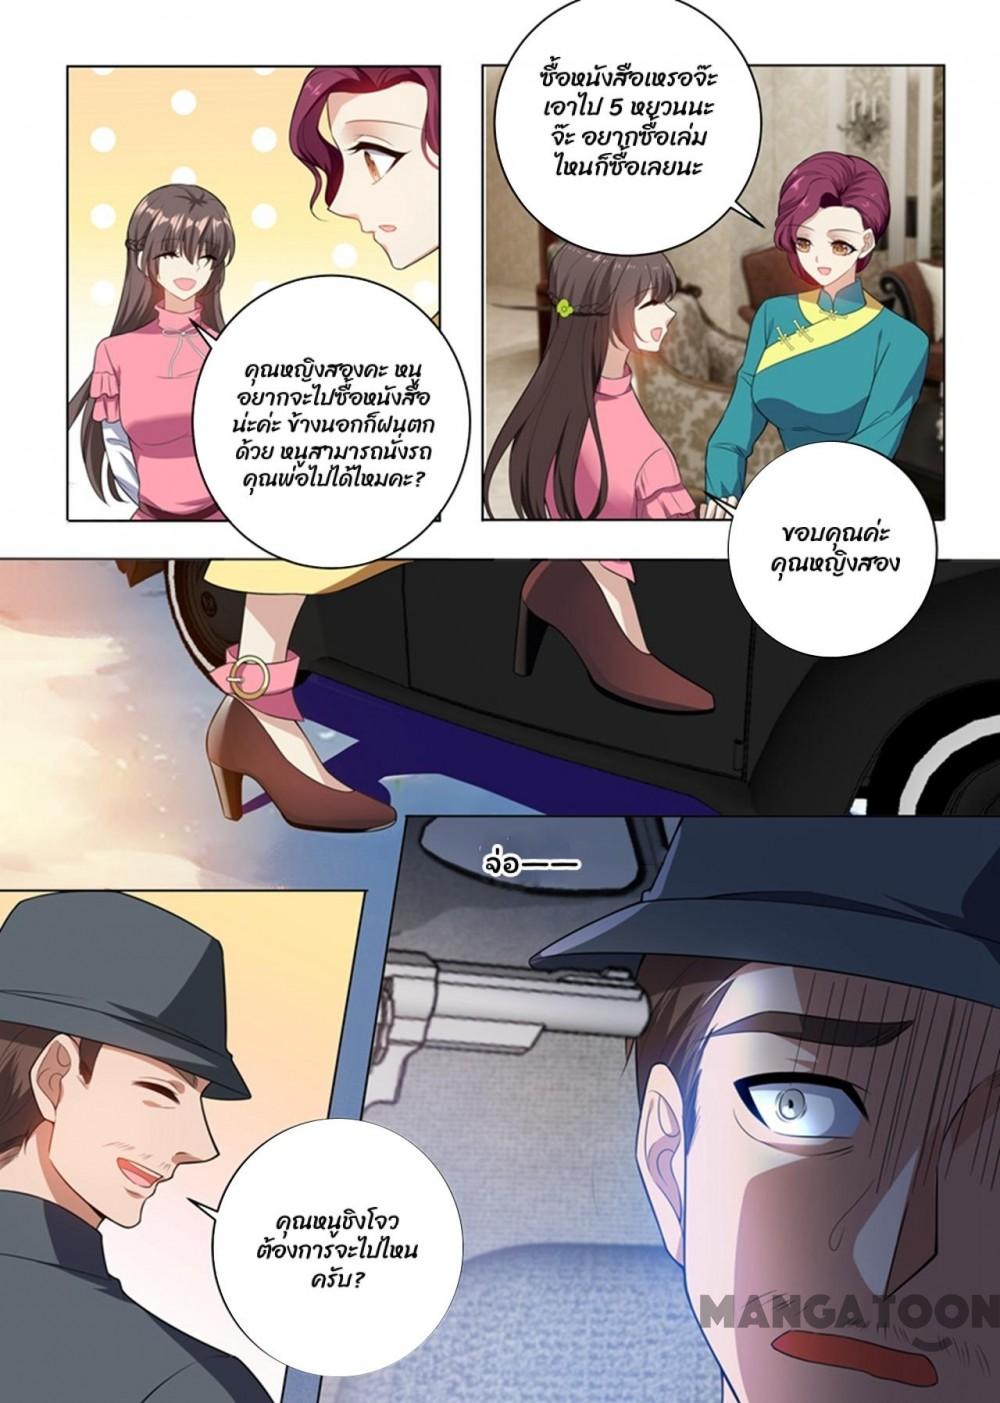 คุณหญิงสองคะ หนู
อยากจะไปซื้อหนังสือ
น่ะค่ะ ข้างนอกก็ฝนตก
ด้วย หนูสามารถนั่งรถ
คุณพ่อไปได้ไหมคะ?
ซื้อหนังสือเหรอจ๊ะ
เอาไป 5 หยวนนะ
จ๊ะ อยากซื้อเล่ม
ไหนก็ซื้อเลยนะ
ขอบคุณค่ะ
คุณหญิงสอง
จ่อ——
คุณหนูชิงโจว
ต้องการจะไปไหน
ครับ?
MANGATOON